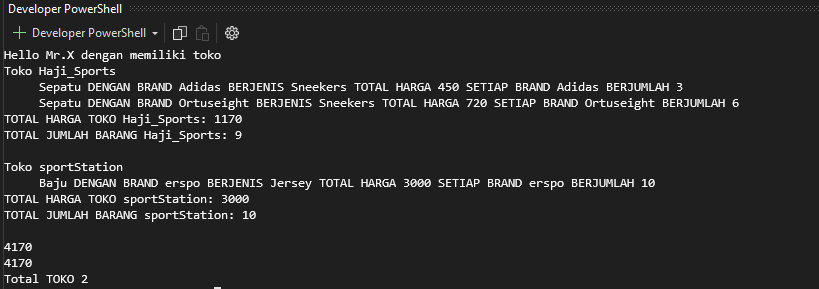 Developer PowerShell
Developer PowerShell
Hello Mr.X dengan memiliki toko
Toko Haji_Sports
Sepatu DENGAN BRAND Adidas BERJENIS Sneekers TOTAL HARGA 450 SETIAP BRAND Adidas BERJUMLAH 3
Sepatu DENGAN BRAND Ortuseight BERJENIS Sneekers TOTAL HARGA 720 SETIAP BRAND Ortuseight BERJUMLAH 6
TOTAL HARGA TOKO Haji_Sports: 1170
TOTAL JUMLAH BARANG Haji_Sports: 9
Toko sportStation
Baju DENGAN BRAND erspo BERJENIS Jersey TOTAL HARGA 3000 SETIAP BRAND erspo BERJUMLAH 10
TOTAL HARGA TOKO sportStation: 3000
TOTAL JUMLAH BARANG sportStation: 10
4170
4170
Total TOKO 2